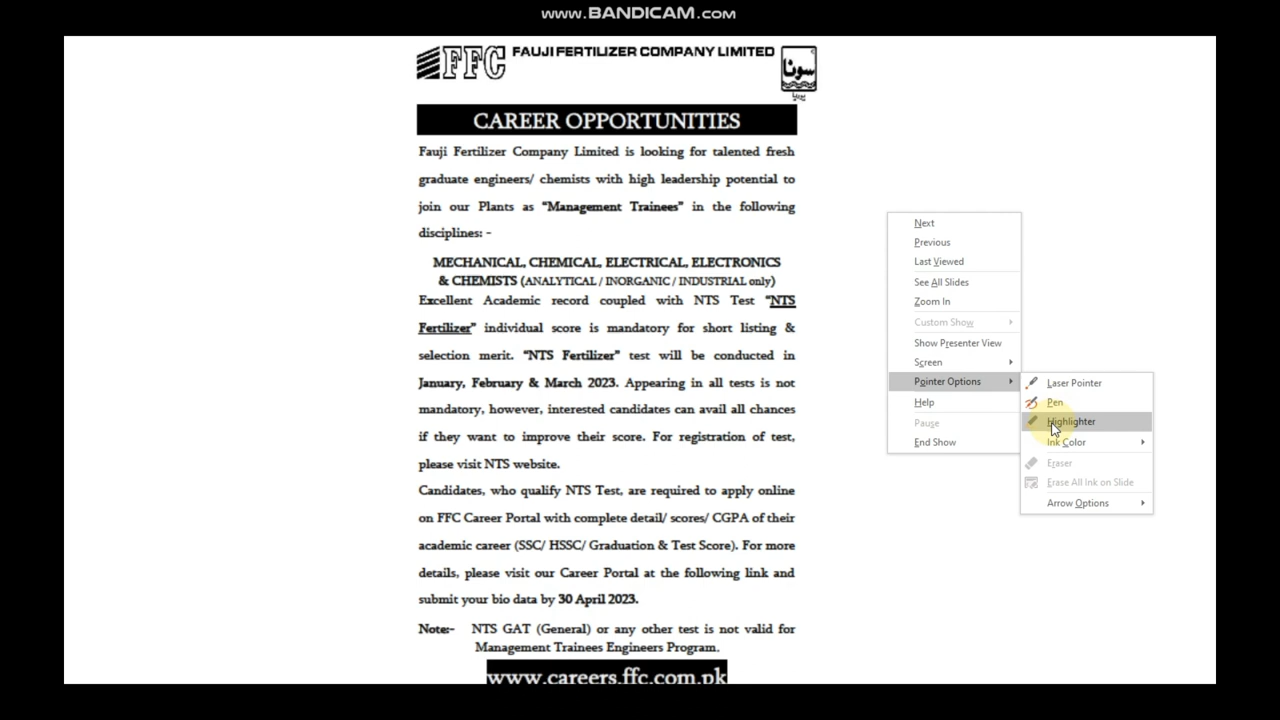 www.BANDICAM.com
FFC FAUJI FERTILIZER COMPANY LIMITED
سونا
CAREER OPPORTUNITIES
Fauji Fertilizer Company Limited is looking for talented fresh
graduate engineers/ chemists with high leadership potential to
join our Plants as "Management Trainees" in the following
disciplines: -
MECHANICAL, CHEMICAL, ELECTRICAL, ELECTRONICS
& CHEMISTS (ANALYTICAL / INORGANIC / INDUSTRIAL only)
Excellent Academic record coupled with NTS Test "NTS
Fertilizer" individual score is mandatory for short listing &
selection merit. "NTS Fertilizer" test will be conducted in
January, February & March 2023. Appearing in all tests is not
mandatory, however, interested candidates can avail all chances
if they want to improve their score. For registration of test,
please visit NTS website.
Candidates, who qualify NTS Test, are required to apply online
on FFC Career Portal with complete detail/ scores/ CGPA of their
academic career (SSC/ HSSC/ Graduation & Test Score). For more
details, please visit our Career Portal at the following link and
submit your bio data by 30 April 2023.
Note:- NTS GAT (General) or any other test is not valid for
Management Trainees Engineers Program.
www.careers.ffc.com.pk
Next
Previous
Last Viewed
See All Slides
Zoom In
Custom Show
Show Presenter View
Screen
Pointer Options
Help
Pause
End Show
Laser Pointer
Pen
Highlighter
Ink Color
Eraser
Erase All Ink on Slide
Arrow Options